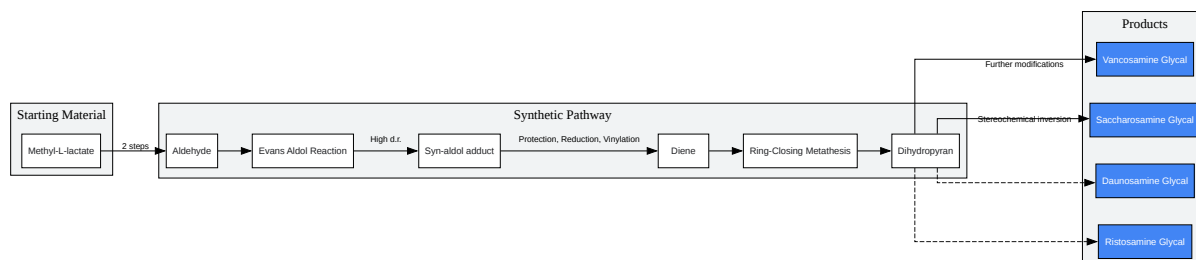 Products
Vancosamine Glycal
Further modifications
Starting Material
Synthetic Pathway
Stereochemical inversion
Saccharosamine Glycal
Methyl-L-lactate
2 steps
Aldehyde
Evans Aldol Reaction
High d.r.
Syn-aldol adduct
Protection, Reduction, Vinylation
Diene
Ring-Closing Metathesis
Dihydropyran
Daunosamine Glycal
Ristosamine Glycal